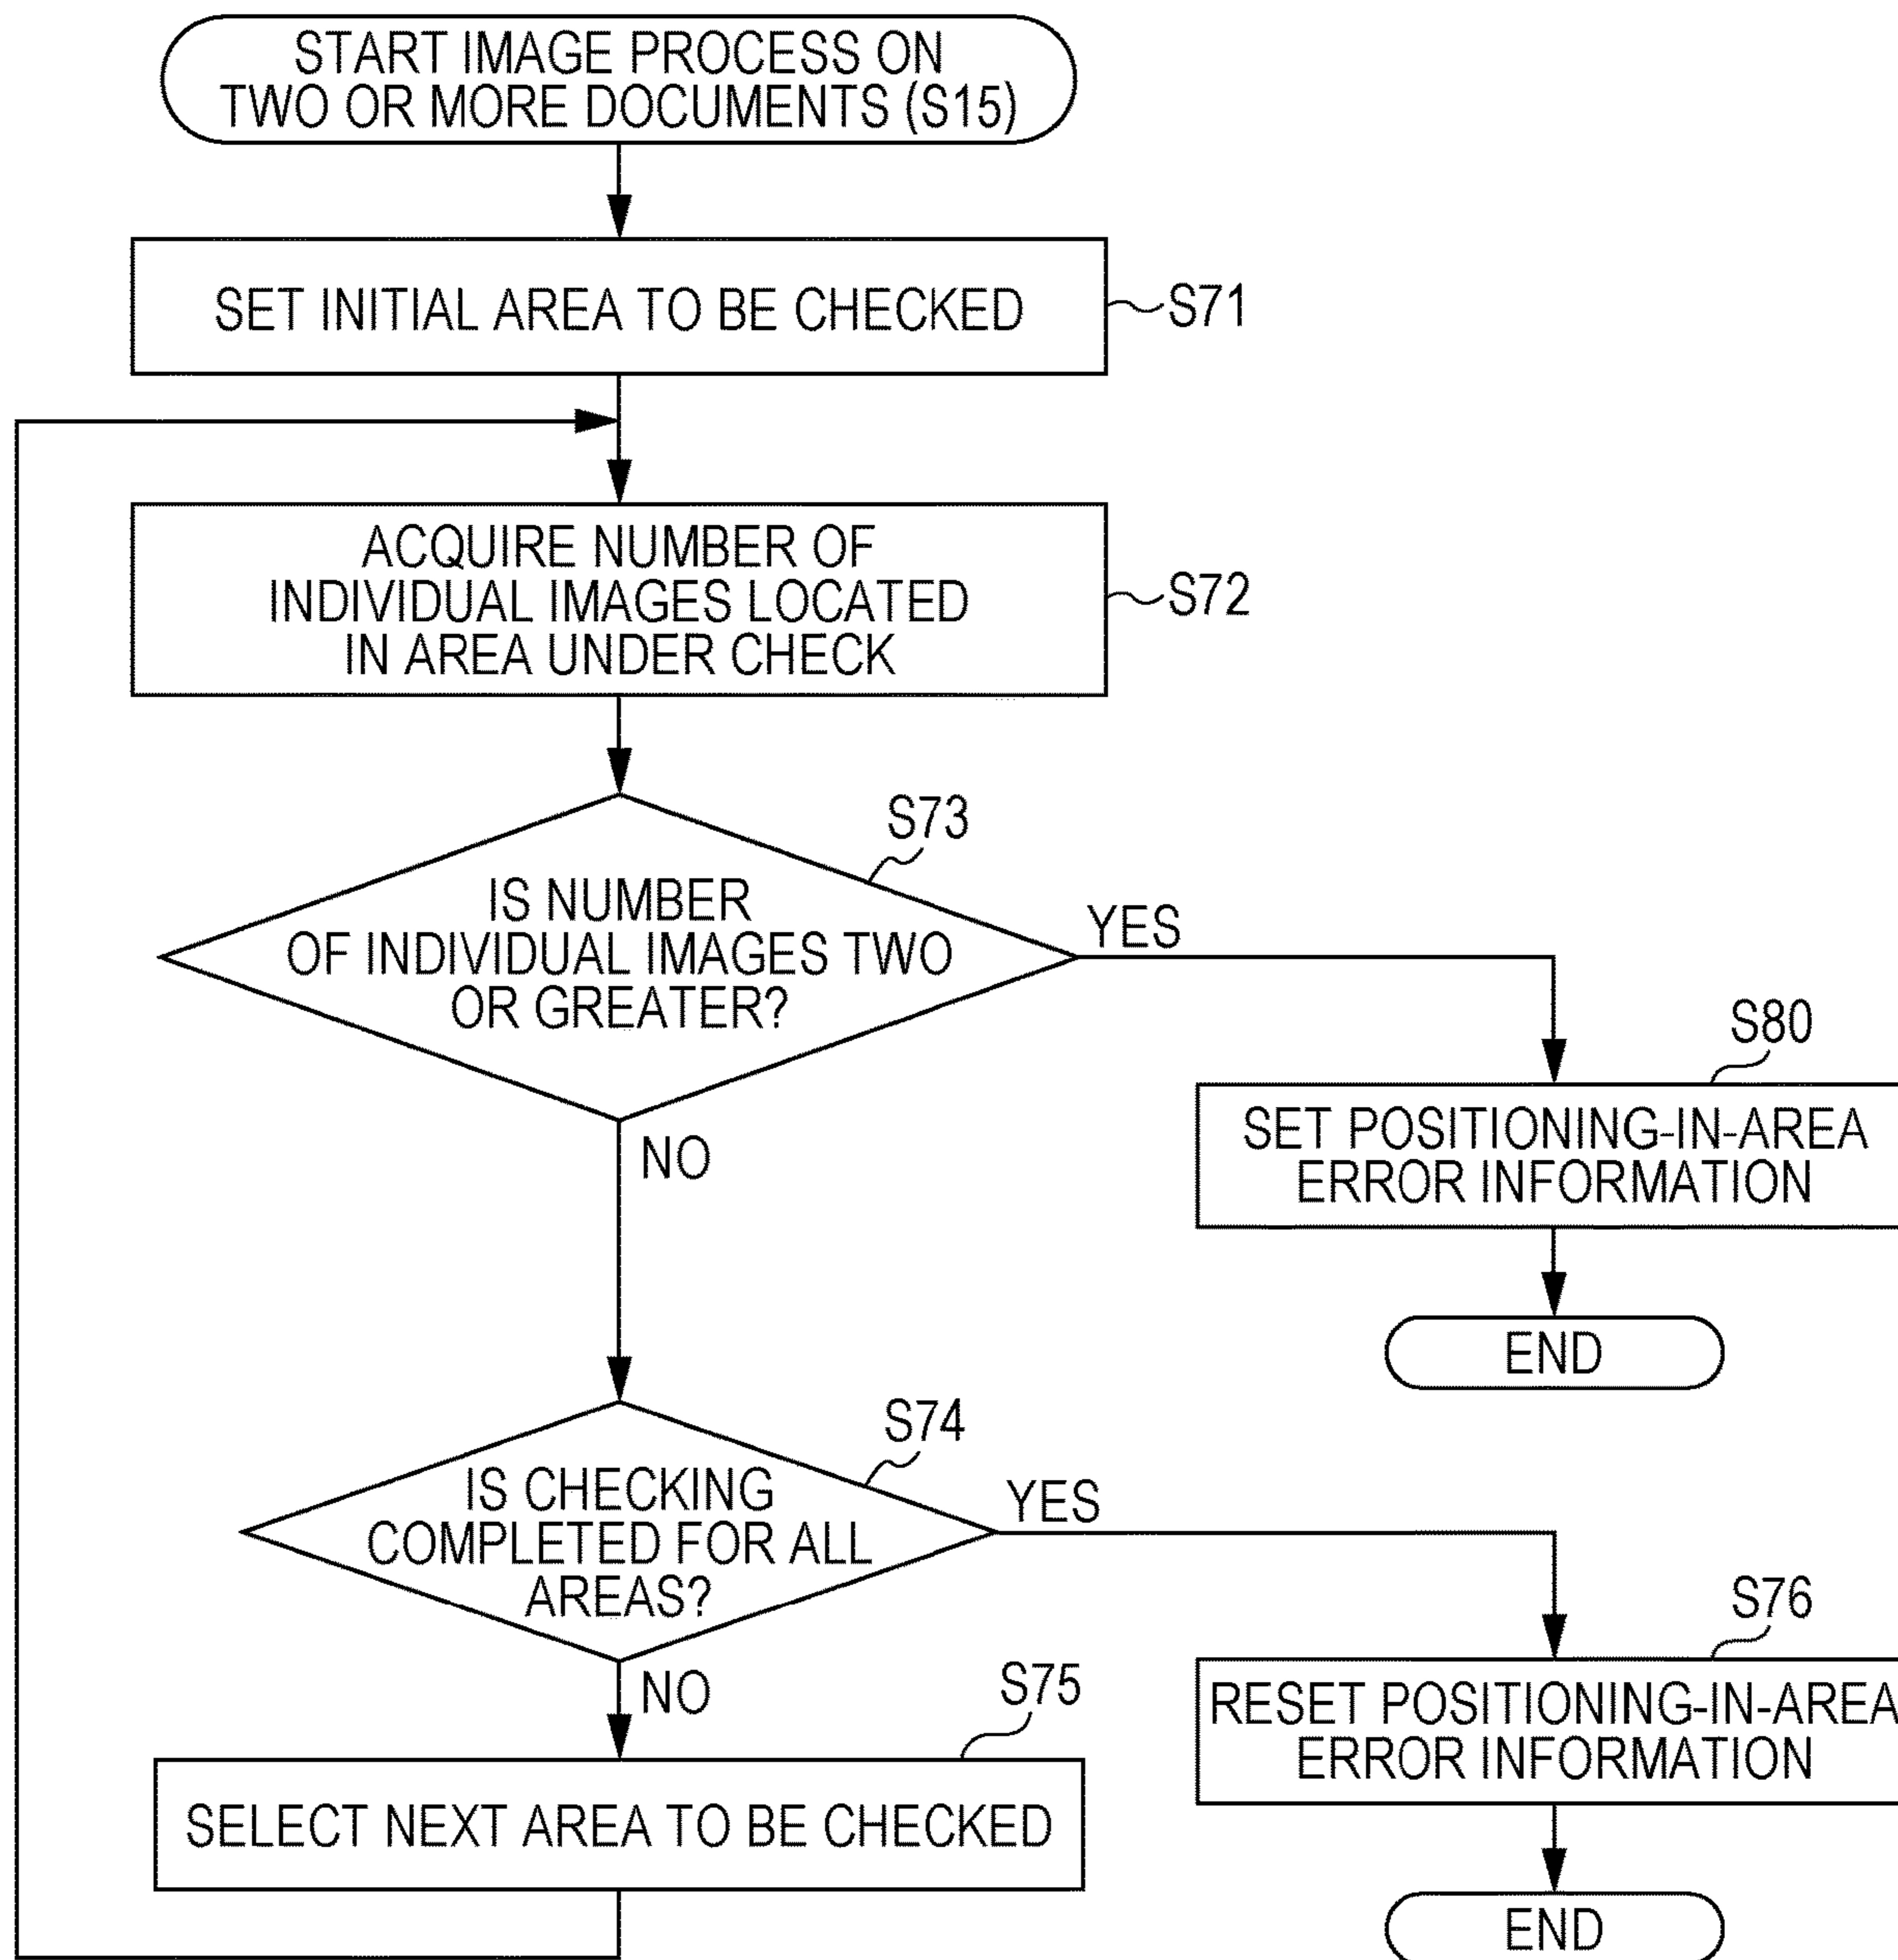 START IMAGE PROCESS ON
TWO OR MORE DOCUMENTS (S15)
SET INITIAL AREA TO BE CHECKED
S71
ACQUIRE NUMBER OF
INDIVIDUAL IMAGES LOCATED
IN AREA UNDER CHECK
S72
S73
IS NUMBER
OF INDIVIDUAL IMAGES TWO
OR GREATER?
YES
NO
S80
SET POSITIONING-IN-AREA
ERROR INFORMATION
END
S74
IS CHECKING
COMPLETED FOR ALL
AREAS?
YES
NO
S76
RESET POSITIONING-IN-AREA
ERROR INFORMATION
END
S75
SELECT NEXT AREA TO BE CHECKED